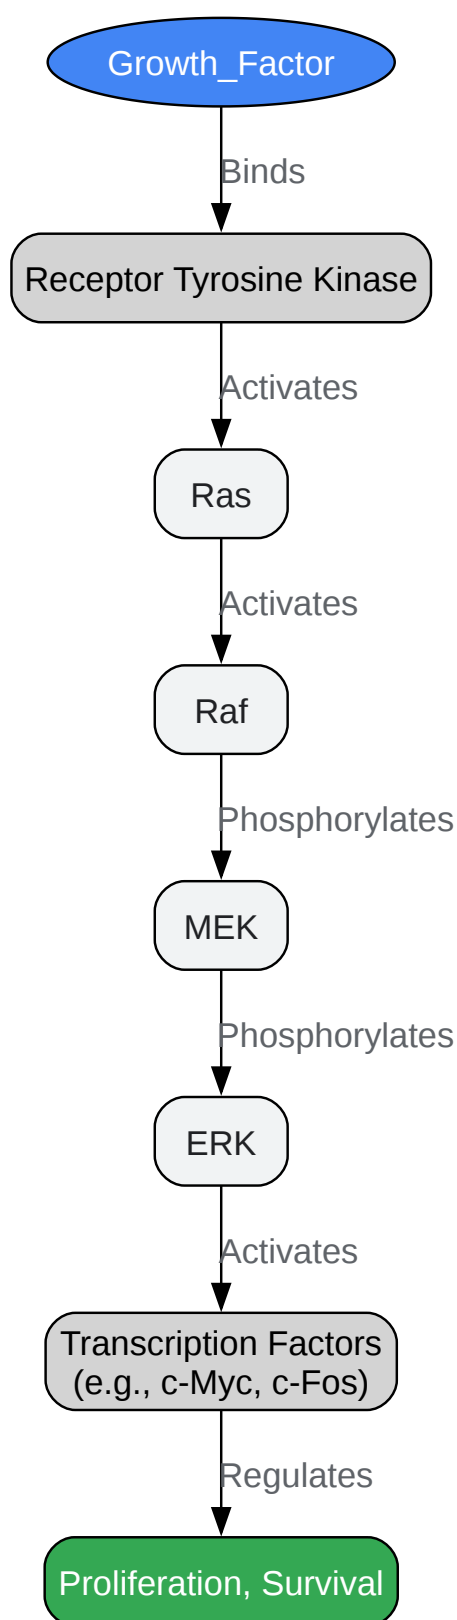 Growth_Factor
Binds
Receptor Tyrosine Kinase
Activates
Ras
Activates
Raf
Phosphorylates
MEK
Phosphorylates
ERK
Activates
Transcription Factors
(e.g., c-Myc, c-Fos)
Regulates
Proliferation, Survival